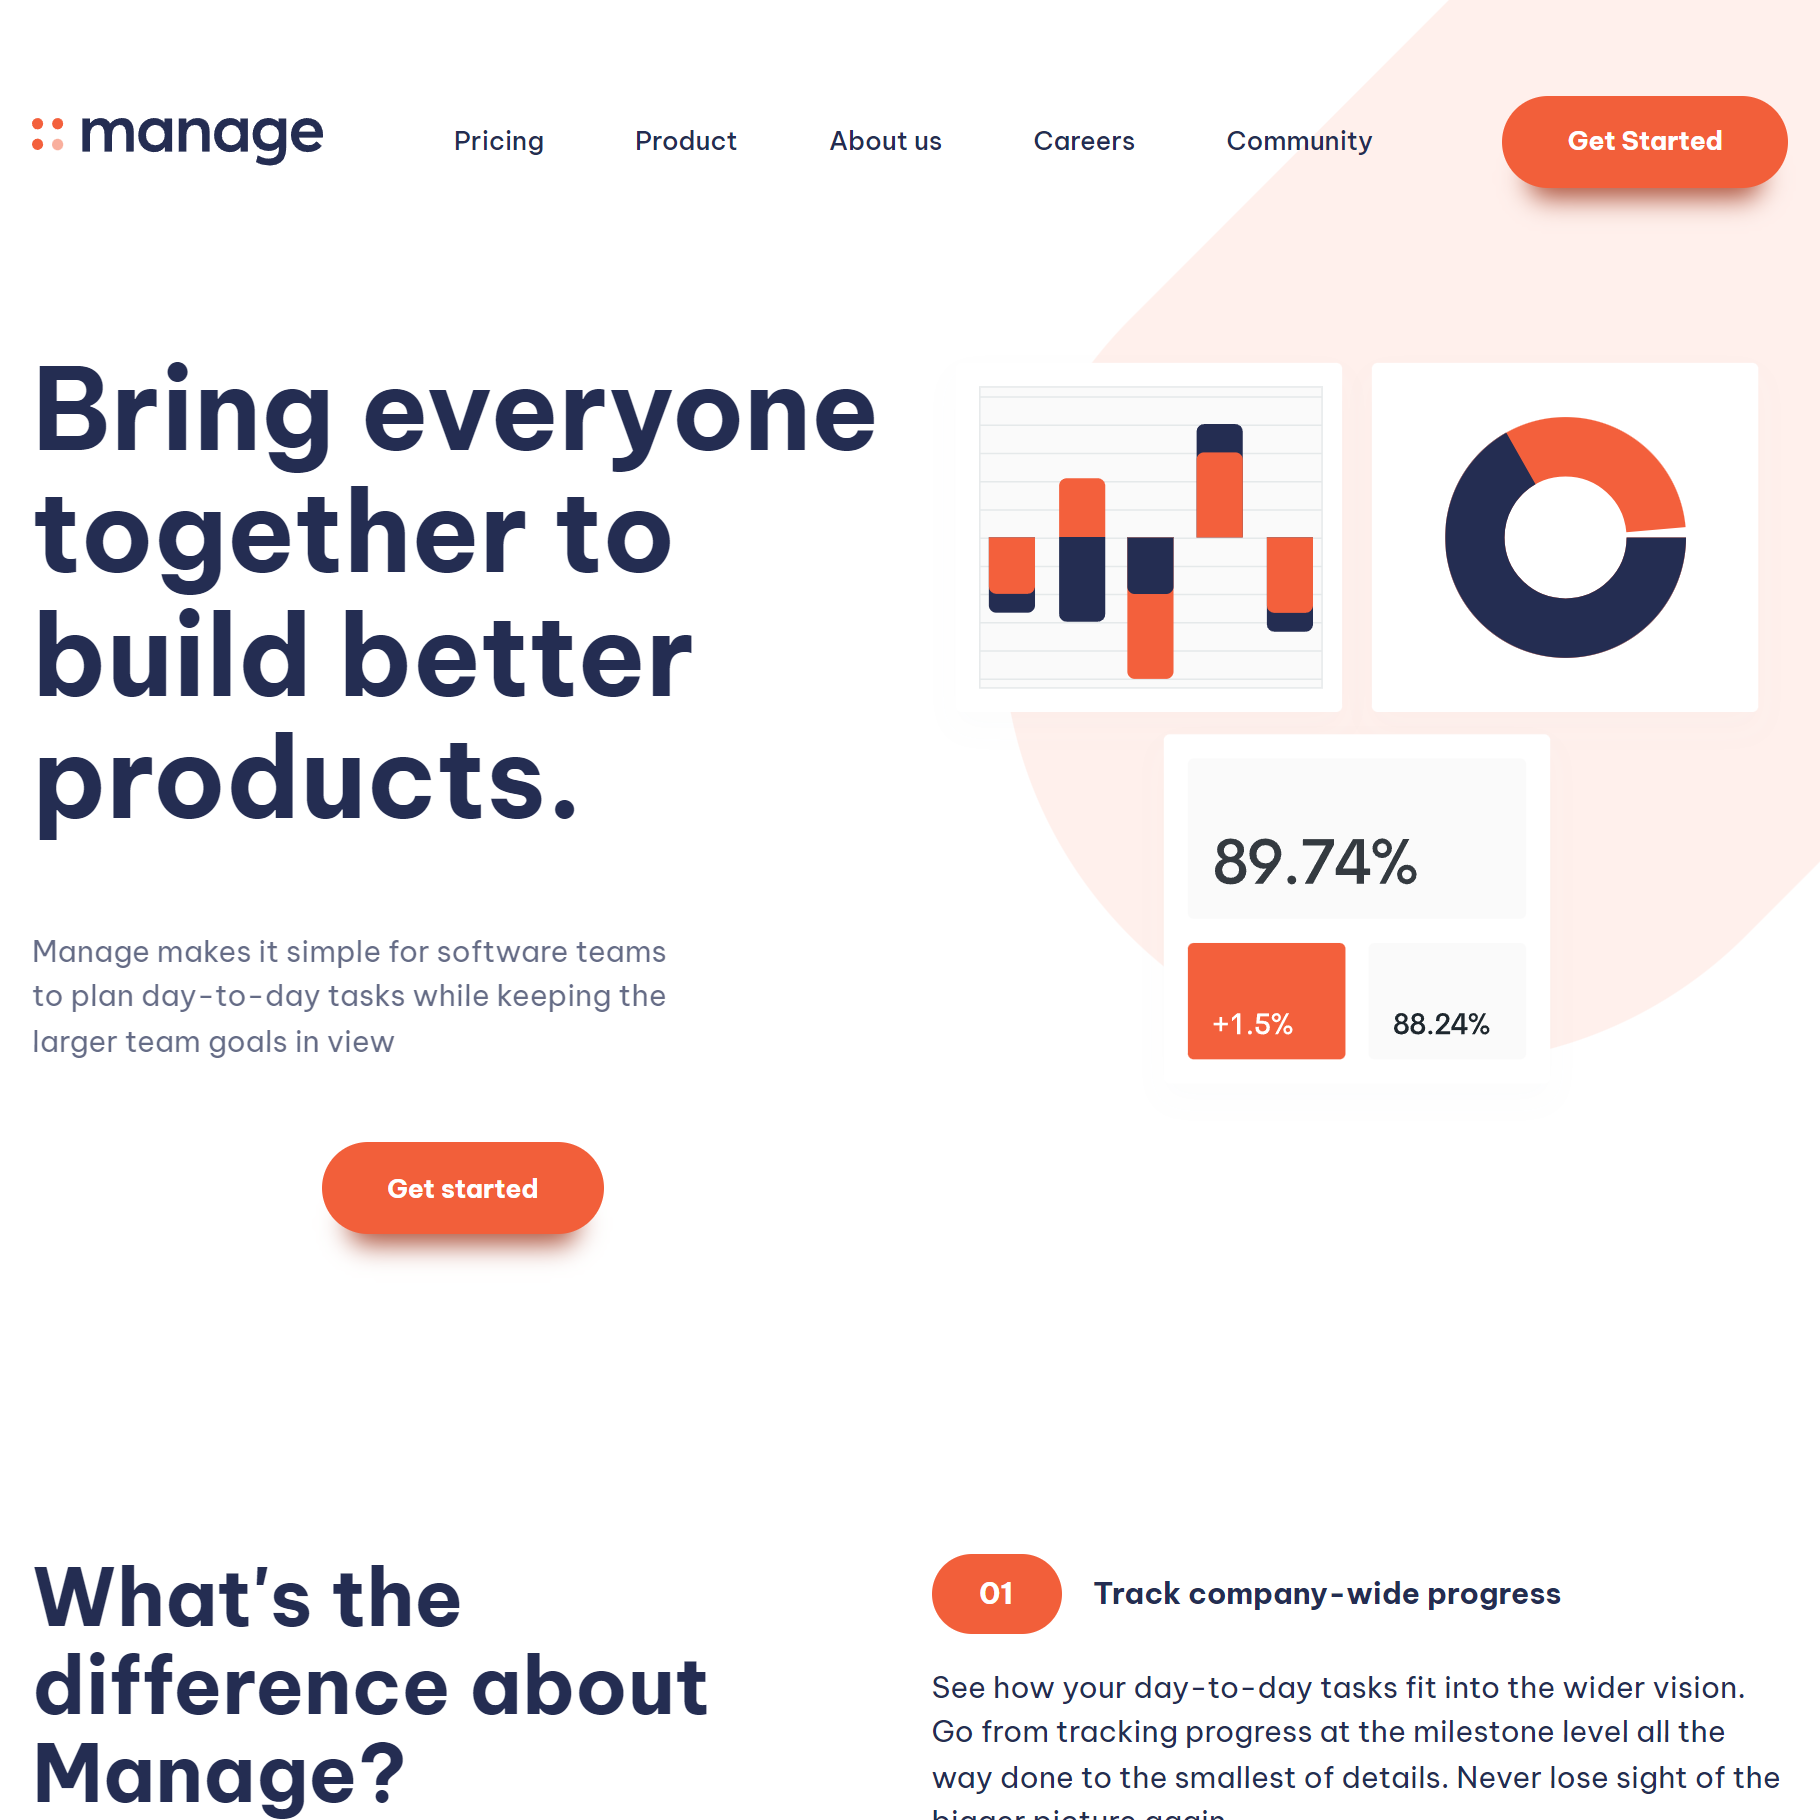 manage
Pricing
Product
About us
Careers
Community
Get Started
Bring everyone
together to
build better
products.
Manage makes it simple for software teams
to plan day-to-day tasks while keeping the
larger team goals in view
Get started
89.74%
+1.5%
88.24%
What's the
difference about
Manage?
01
Track company-wide progress
See how your day-to-day tasks fit into the wider vision.
Go from tracking progress at the milestone level all the
way done to the smallest of details. Never lose sight of the
bigger picture again